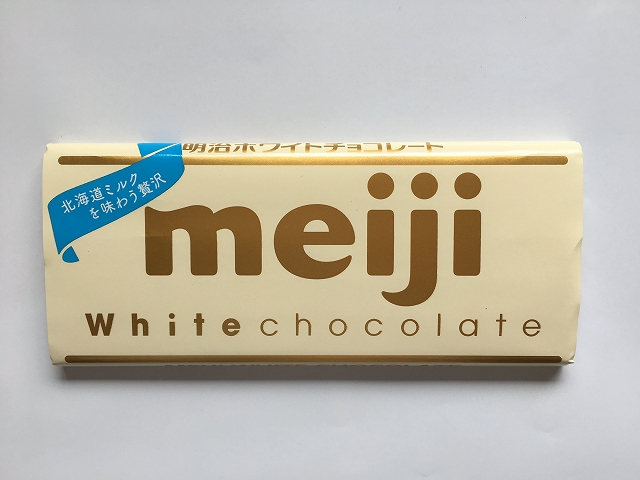 明治ホワイトチョコレート
北海道ミルク
を味わう贅沢
meiji
White chocolate